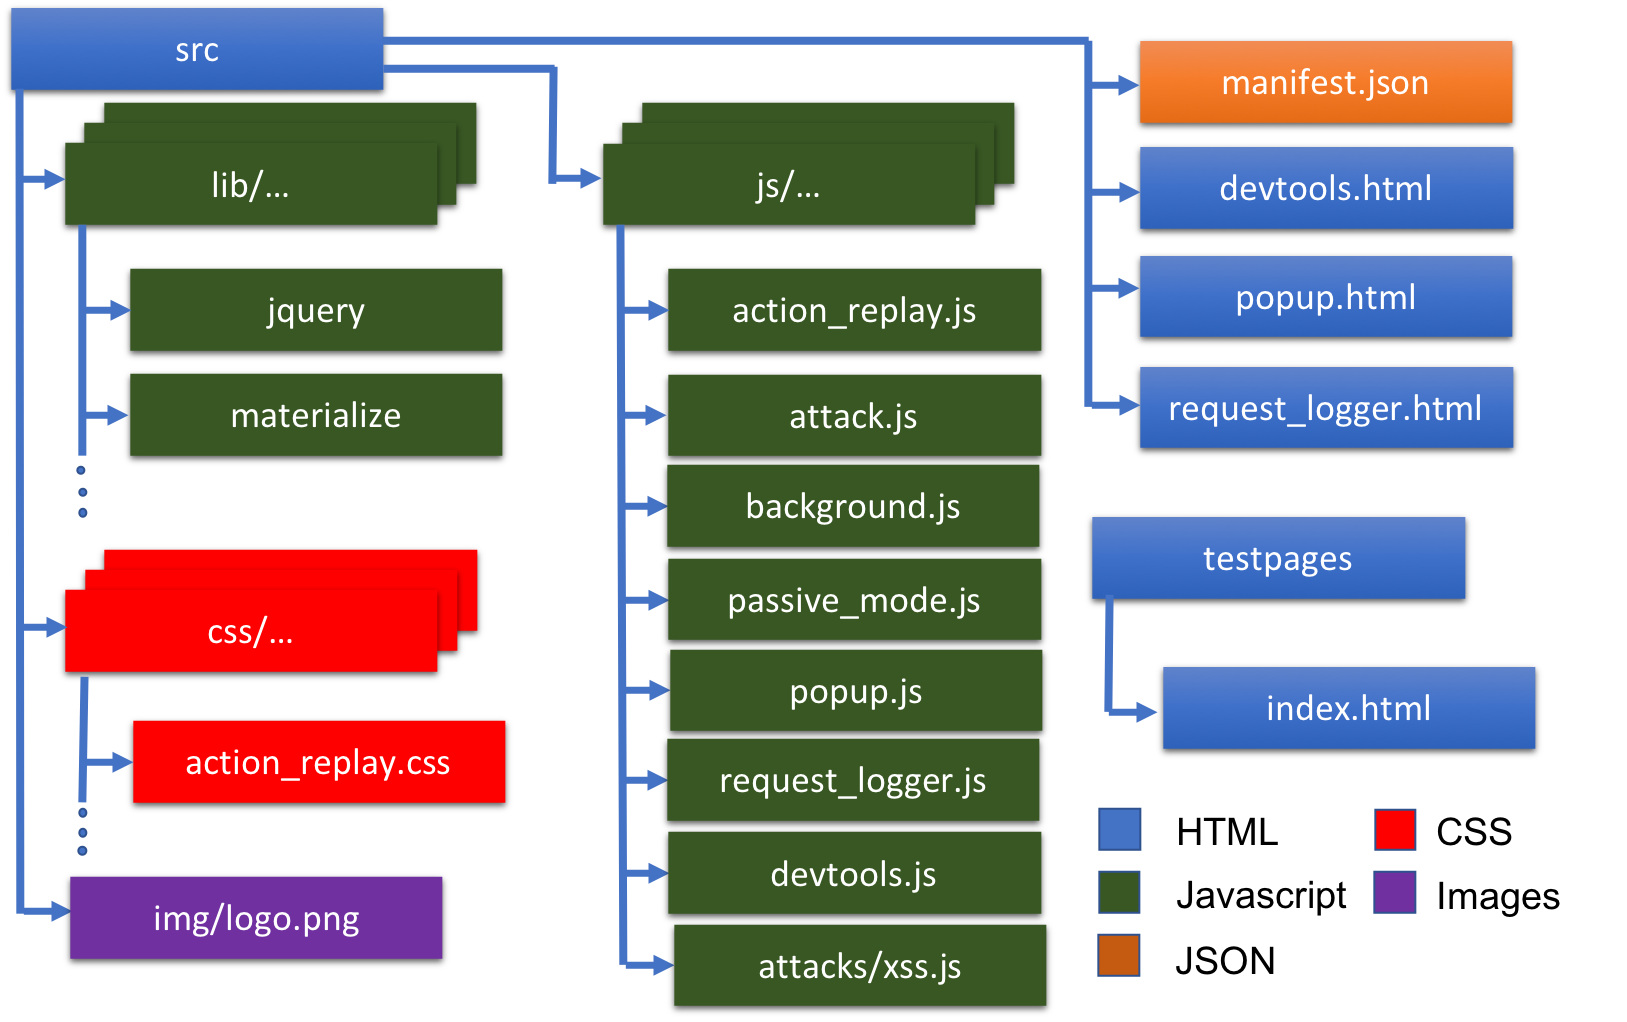 src
lib/...
jquery
materialize
css/...
action_replay.css
img/logo.png
js/...
action_replay.js
attack.js
background.js
passive_mode.js
popup.js
request_logger.js
devtools.js
attacks/xss.js
manifest.json
devtools.html
popup.html
request_logger.html
testpages
index.html
HTML
CSS
Javascript
Images
JSON